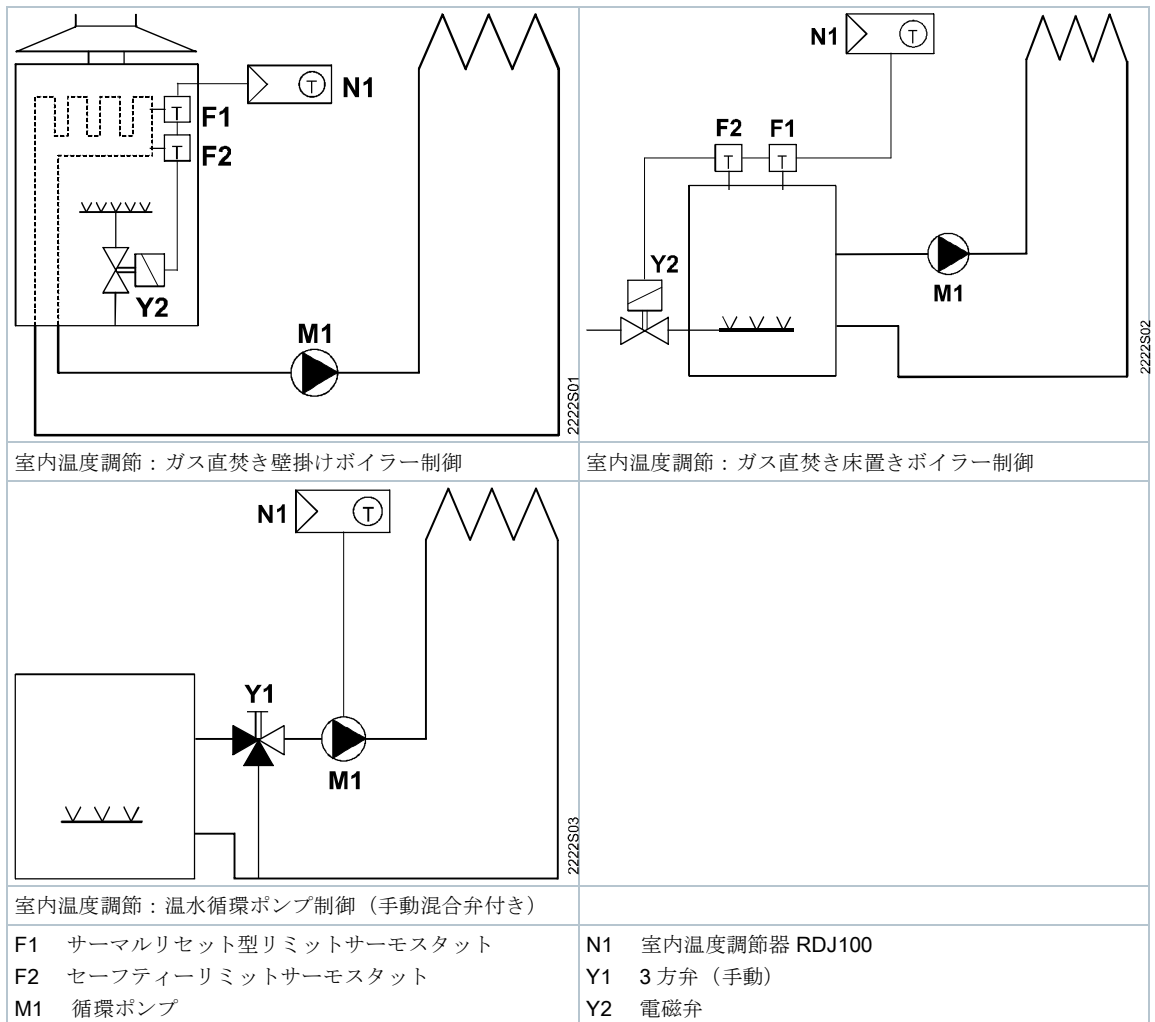 N1
T
T
F1
T
F2
Y2
M1
2222S01
N1
T
F2
F1
T
T
Y2
M1
2222S02
室内温度調節：ガス直焚き壁掛けボイラー制御
室内温度調節：ガス直焚き床置きボイラー制御
N1
T
Y1
M1
2222S03
室内温度調節：温水循環ポンプ制御（手動混合弁付き）
F1 サーマルリセット型リミットサーモスタット
F2 セーフティーリミットサーモスタット
M1 循環ポンプ
N1 室内温度調節器 RDJ100
Y1 3 方弁（手動）
Y2 電磁弁